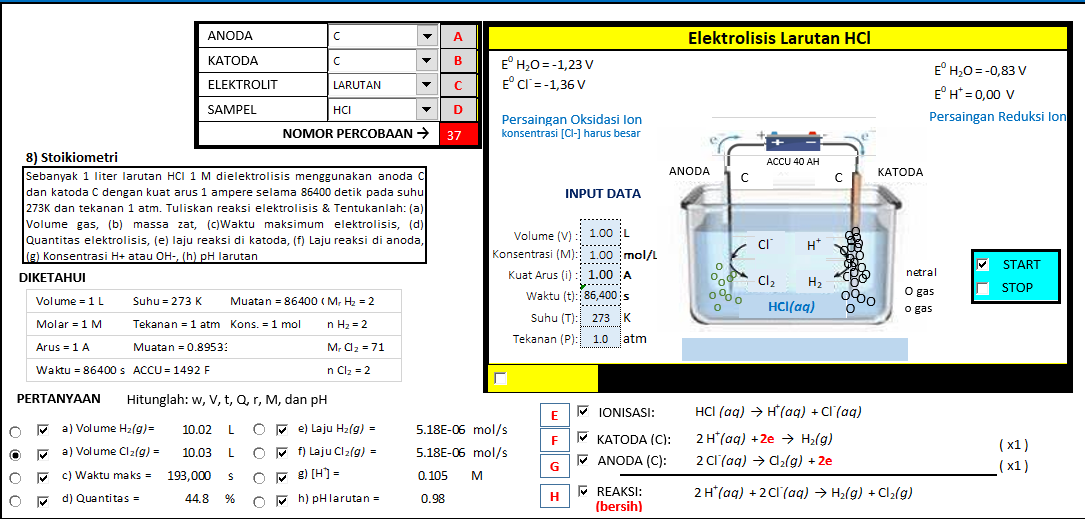 ANODA C A
KATODA C B
ELEKTROLIT LARUTAN C
SAMPEL HCl D
NOMOR PERCOBAAN → 37
8) Stoikiometri
Sebanyak 1 liter larutan HCl 1 M dielektrolisis menggunakan anoda C
dan katoda C dengan kuat arus 1 ampere selama 86400 detik pada suhu
273K dan tekanan 1 atm. Tuliskan reaksi elektrolisis & Tentukanlah: (a)
Volume gas, (b) massa zat, (c)Waktu maksimum elektrolisis, (d)
Quantitas elektrolisis, (e) laju reaksi di katoda, (f) Laju reaksi di anoda,
(g) Konsentrasi H+ atau OH-, (h) pH larutan
DIKETAHUI
Volume = 1 L Suhu = 273 K Muatan = 86400 ( Mᵣ H₂ = 2
Molar = 1 M Tekanan = 1 atm Kons. = 1 mol n H₂ = 2
Arus = 1 A Muatan = 0.8953 Mᵣ Cl₂ = 71
Waktu = 86400 s ACCU = 1492 F n Cl₂ = 2
PERTANYAAN Hitunglah: w, V, t, Q, r, M, dan pH
a) Volume H₂(g) = 10.02 L e) Laju H₂(g) = 5.18E-06 mol/s
a) Volume Cl₂(g) = 10.03 L f) Laju Cl₂(g) = 5.18E-06 mol/s
c) Waktu maks = 193,000 s g) [H⁺] = 0.105 M
d) Quantitas = 44.8 % h) pH larutan = 0.98
Elektrolisis Larutan HCl
E⁰ H₂O = -1,23 V
E⁰ Cl⁻ = -1,36 V
Persaingan Oksidasi Ion
konsentrasi [Cl-] harus besar
E⁰ H₂O = -0,83 V
E⁰ H⁺ = 0,00 V
Persaingan Reduksi Ion
INPUT DATA
Volume (V) : 1.00 L
Konsentrasi (M): 1.00 mol/L
Kuat Arus (i) : 1.00 A
Waktu (t): 86,400 s
Suhu (T): 273 K
Tekanan (P): 1.0 atm
e⁻ + - e⁻
ACCU 40 AH
ANODA C C KATODA
Cl⁻ H⁺
Cl₂ H₂
HCl(aq)
netral
O gas
o gas
START
STOP
E IONISASI: HCl (aq) → H⁺(aq) + Cl⁻(aq)
F KATODA (C): 2 H⁺(aq) + 2e → H₂(g) ( x1 )
G ANODA (C): 2 Cl⁻(aq) → Cl₂(g) + 2e ( x1 )
H REAKSI: 2 H⁺(aq) + 2 Cl⁻(aq) → H₂(g) + Cl₂(g)
(bersih)